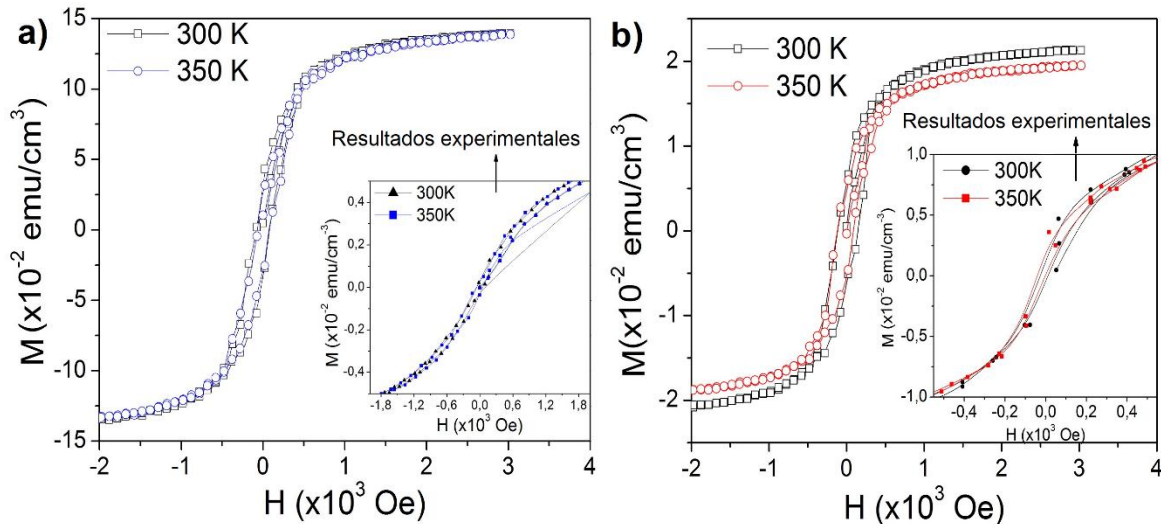 a)
300 K
350 K
Resultados experimentales
300K
350K
M (x10⁻² emu/cm⁻³)
0,4
0,2
0,0
-0,2
-0,4
-1,8 -1,2 -0,6 0,0 0,6 1,2 1,8
H (x10³ Oe)
M (x10⁻² emu/cm³)
15
10
5
0
-5
-10
-15
-2 -1 0 1 2 3 4
H (x10³ Oe)
b)
300 K
350 K
Resultados experimentales
300K
350K
M (x10⁻² emu/cm⁻³)
1,0
0,5
0,0
-0,5
-1,0
-0,4 -0,2 0,0 0,2 0,4
H (x10³ Oe)
M(x10⁻² emu/cm³)
2
1
0
-1
-2
-2 -1 0 1 2 3 4
H (x10³ Oe)